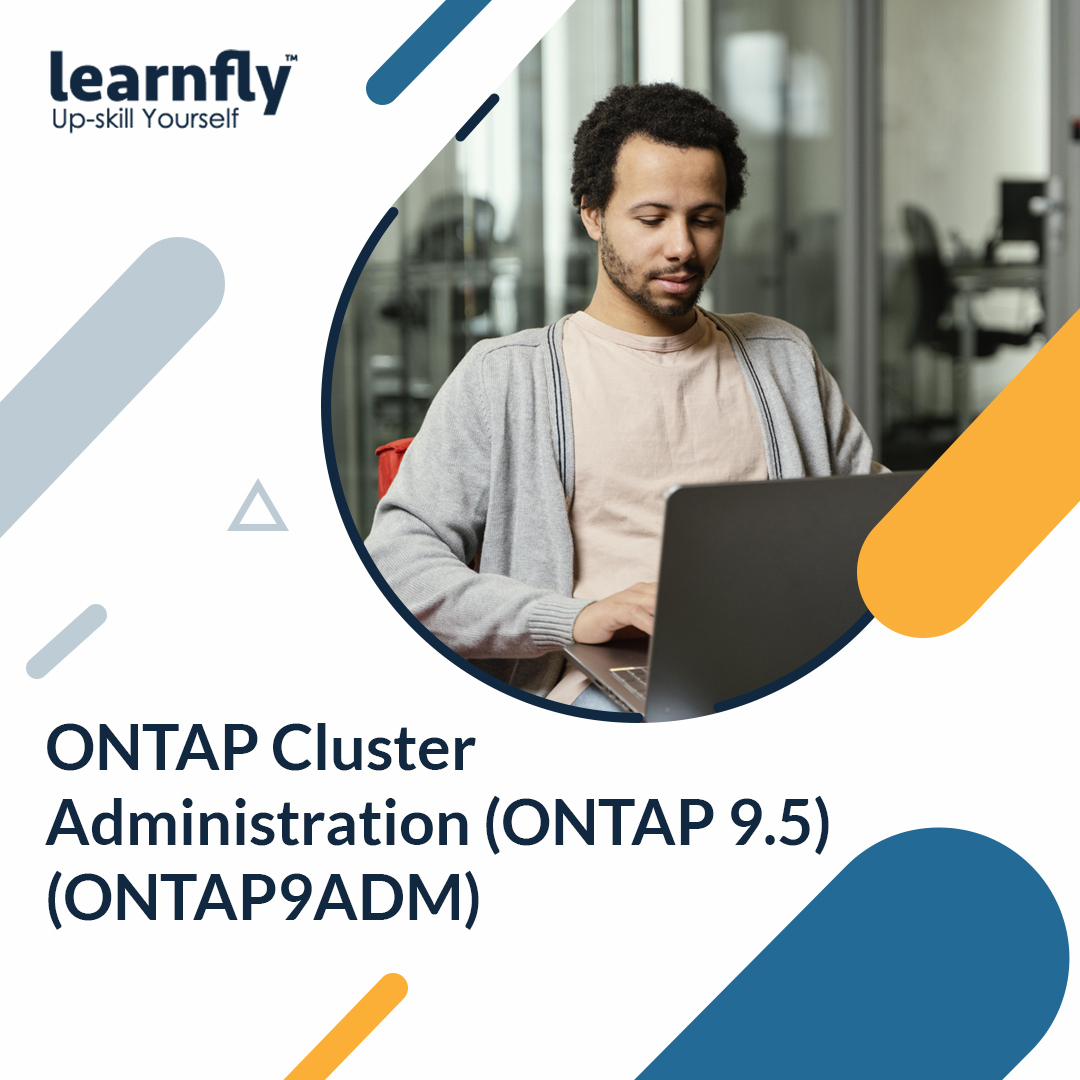 learnfly™
Up-skill Yourself
ONTAP Cluster
Administration (ONTAP 9.5)
(ONTAP9ADM)